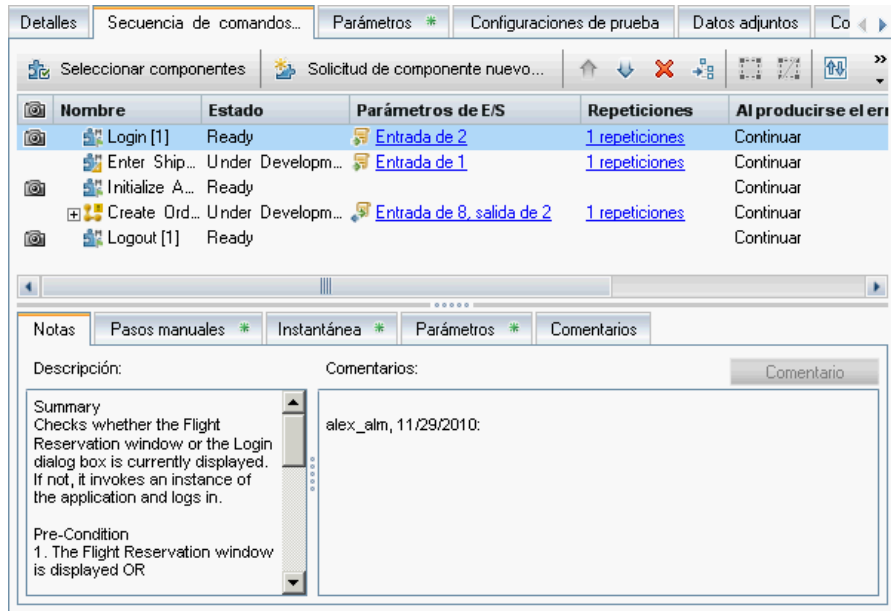 Detalles Secuencia de comandos... Parámetros * Configuraciones de prueba Datos adjuntos Co
Seleccionar componentes Solicitud de componente nuevo... »
Nombre Estado Parámetros de E/S Repeticiones Al producirse el err
Login [1] Ready Entrada de 2 1 repeticiones Continuar
Enter Ship... Under Developm... Entrada de 1 1 repeticiones Continuar
Initialize A... Ready Continuar
Create Ord... Under Developm... Entrada de 8, salida de 2 1 repeticiones Continuar
Logout [1] Ready Continuar
Notas Pasos manuales * Instantánea * Parámetros * Comentarios
Descripción: Comentarios: Comentario
Summary
Checks whether the Flight
Reservation window or the Login
dialog box is currently displayed.
If not, it invokes an instance of
the application and logs in.
Pre-Condition
1. The Flight Reservation window
is displayed OR
alex_alm, 11/29/2010: